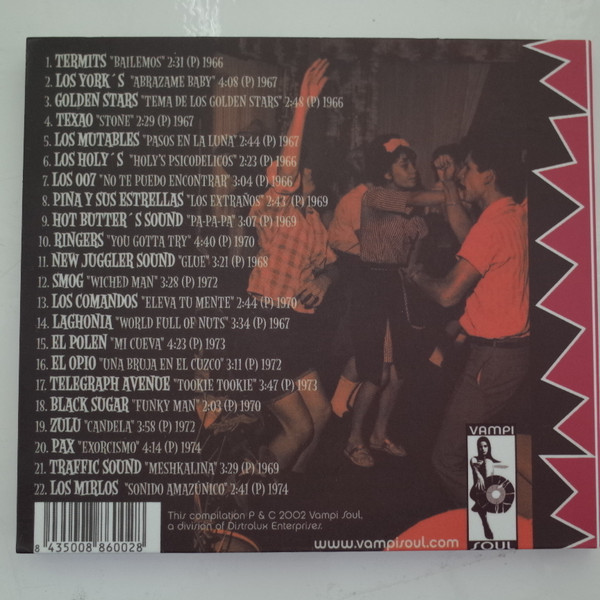 1. TERMITS "BAILEMOS" 2:31 (P) 1966
2. LOS YORK´S "ABRAZAME BABY" 4:08 (P) 1967
3. GOLDEN STARS "TEMA DE LOS GOLDEN STARS" 2:48 (P) 1966
4. TEXAO "STONE" 2:29 (P) 1967
5. LOS MUTABLES "PASOS EN LA LUNA" 2:44 (P) 1967
6. LOS HOLY´S "HOLY'S PSICODELICOS" 2:23 (P) 1966
7. LOS 007 "NO TE PUEDO ENCONTRAR" 3:04 (P) 1966
8. PINA Y SUS ESTRELLAS "LOS EXTRAÑOS" 2:43 (P) 1969
9. HOT BUTTER´S SOUND "PA-PA-PA" 3:07 (P) 1969
10. RINGERS "YOU GOTTA TRY" 4:40 (P) 1970
11. NEW JUGGLER SOUND "GLUE" 3:21 (P) 1968
12. SMOG "WICHED MAN" 3:28 (P) 1972
13. LOS COMANDOS "ELEVA TU MENTE" 2:44 (P) 1970
14. LAGHONIA "WORLD FULL OF NUTS" 3:34 (P) 1967
15. EL POLEN "MI CUEVA" 4:23 (P) 1973
16. EL OPIO "UNA BRUJA EN EL CUZCO" 3:11 (P) 1972
17. TELEGRAPH AVENUE "TOOKIE TOOKIE" 3:47 (P) 1973
18. BLACK SUGAR "FUNKY MAN" 2:03 (P) 1970
19. ZULU "CANDELA" 3:58 (P) 1972
20. PAX "EXORCISMO" 4:14 (P) 1974
21. TRAFFIC SOUND "MESHKALINA" 3:29 (P) 1969
22. LOS MIRLOS "SONIDO AMAZÚNICO" 2:41 (P) 1974
VAMPI
SOUL
This compilation P & C 2002 Vampi Soul,
a division of Distrolux Enterprises.
www.vampisoul.com
8 435008 860028